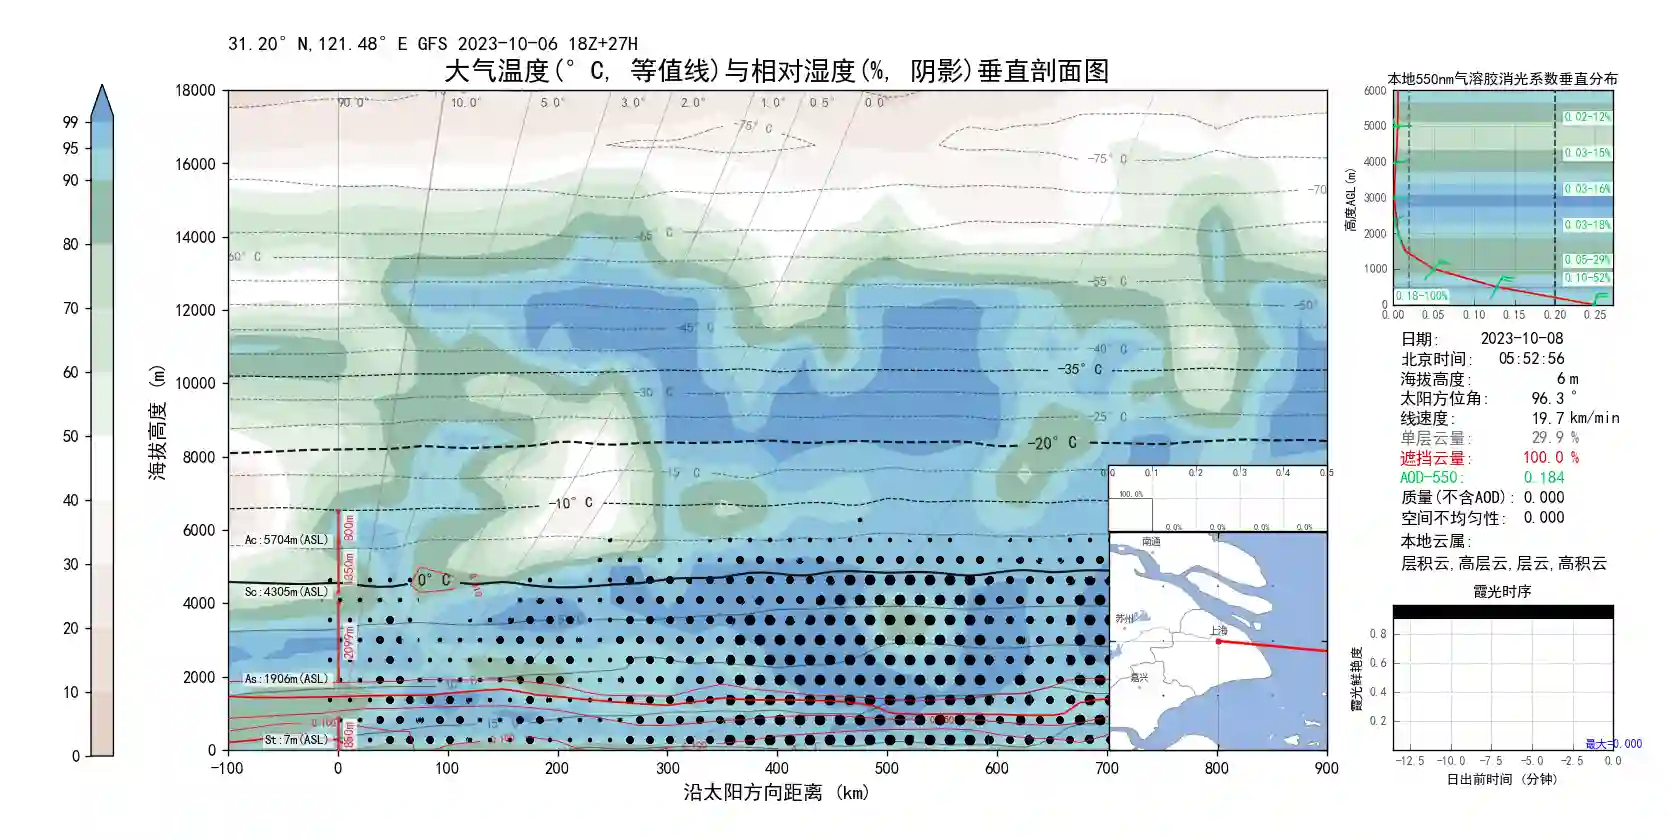 31.20° N,121.48° E GFS 2023-10-06 18Z+27H
大气温度(° C, 等值线)与相对湿度(%, 阴影)垂直剖面图
99
95
90
80
70
60
50
40
30
20
10
0
海拔高度 (m)
18000
16000
14000
12000
10000
8000
6000
4000
2000
0
90.0° 10.0° 5.0° 3.0° 2.0° 1.0° 0.5° 0.0°
-75° C
-75° C
-70
-65° C
60° C
-55° C
-50°
-45° C
-40° C
-35° C
-30° C
-25° C
-20° C
-15 C
-10° C
0° C
Ac:5704m(ASL)
Sc:4305m(ASL)
As:1906m(ASL)
St:7m(ASL)
800m
1350m
2099m
860m
0.100
0.100
0.100
-100 0 100 200 300 400 500 600 700 800 900
沿太阳方向距离 (km)
0.0 0.1 0.2 0.3 0.4 0.5
100.0%
0.0% 0.0% 0.0%
南通
苏州
上海
嘉兴
本地550nm气溶胶消光系数垂直分布
高度AGL(m)
6000
5000
4000
3000
2000
1000
0
0.02-12%
0.03-15%
0.03-16%
0.03-18%
0.05-29%
0.10-52%
0.18-100%
0.00 0.05 0.10 0.15 0.20 0.25
日期: 2023-10-08
北京时间: 05:52:56
海拔高度: 6 m
太阳方位角: 96.3 °
线速度: 19.7 km/min
单层云量: 29.9 %
遮挡云量: 100.0 %
AOD-550: 0.184
质量(不含AOD): 0.000
空间不均匀性: 0.000
本地云属:
层积云,高层云,层云,高积云
霞光时序
霞光鲜艳度
0.8
0.6
0.4
0.2
最大=0.000
-12.5 -10.0 -7.5 -5.0 -2.5 0.0
日出前时间 (分钟)